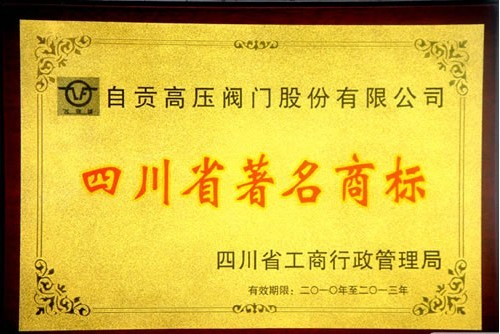 自贡高压阀门股份有限公司
四川省著名商标
四川省工商行政管理局
有效期限：二〇一〇年至二〇一三年